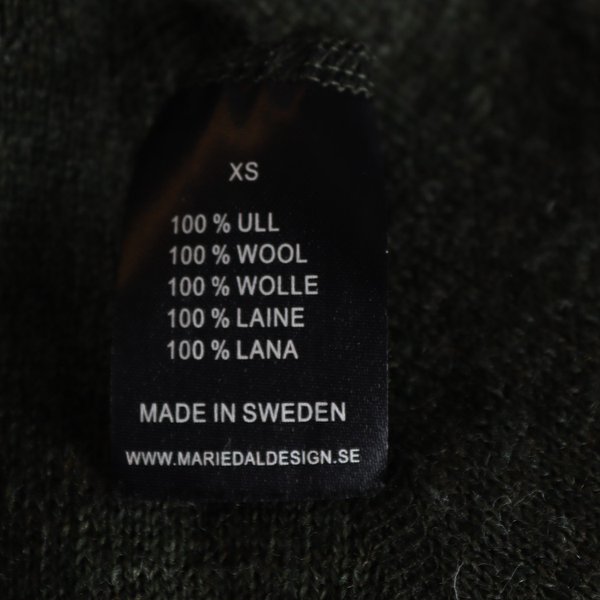 XS
100 % ULL
100 % WOOL
100 % WOLLE
100 % LAINE
100 % LANA
MADE IN SWEDEN
WWW.MARIEDALDESIGN.SE